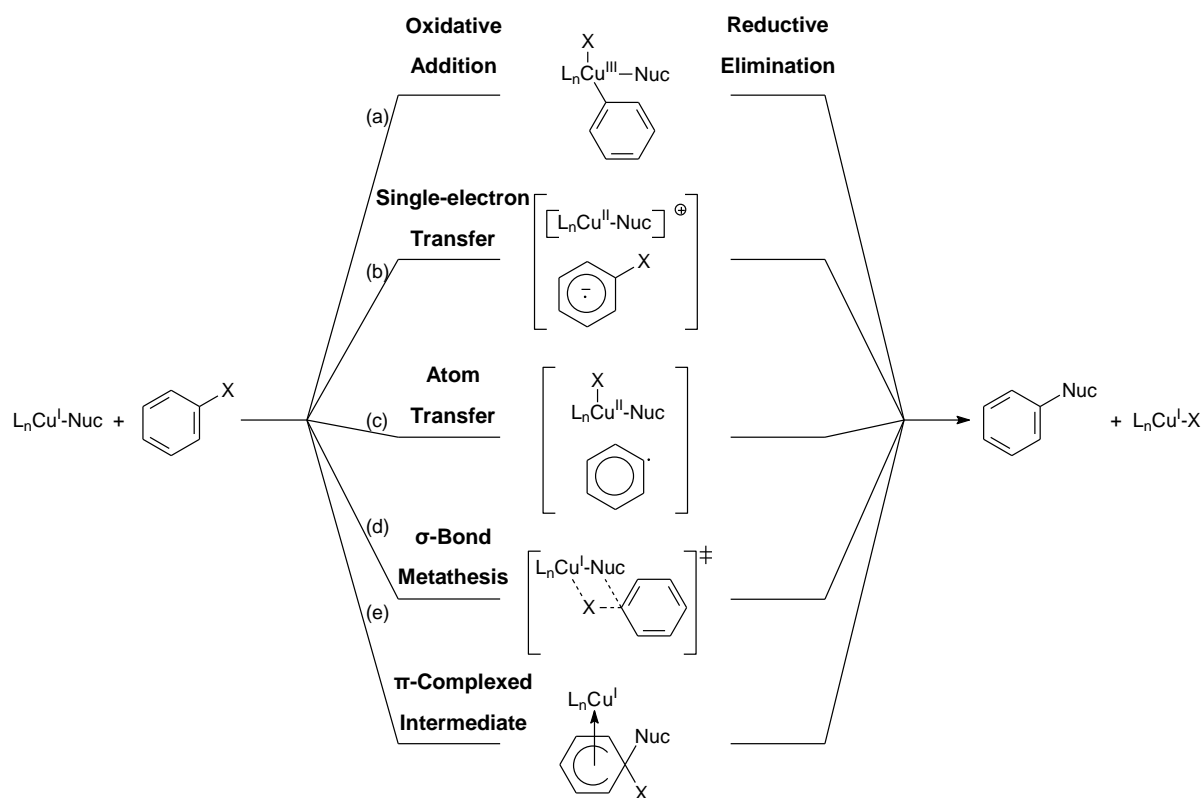 Oxidative
Addition
Reductive
Elimination
X
LnCuIII
Nuc
(a)
Single-electron
Transfer
[LnCuII-Nuc] ⊕
X
(b)
Atom
Transfer
X
LnCuII-Nuc
(c)
LnCuI-Nuc +
X
Nuc
+ LnCuI-X
(d)
σ-Bond
Metathesis
LnCuI-Nuc
X
‡
(e)
π-Complexed
Intermediate
LnCuI
Nuc
X